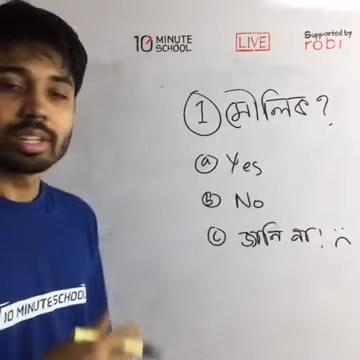 10 MINUTE SCHOOL
LIVE
Supported by
robi
① মৌলিক ?
ⓐ Yes
ⓑ No
ⓒ জানি না ! :(
10 MINUTE SCHOOL